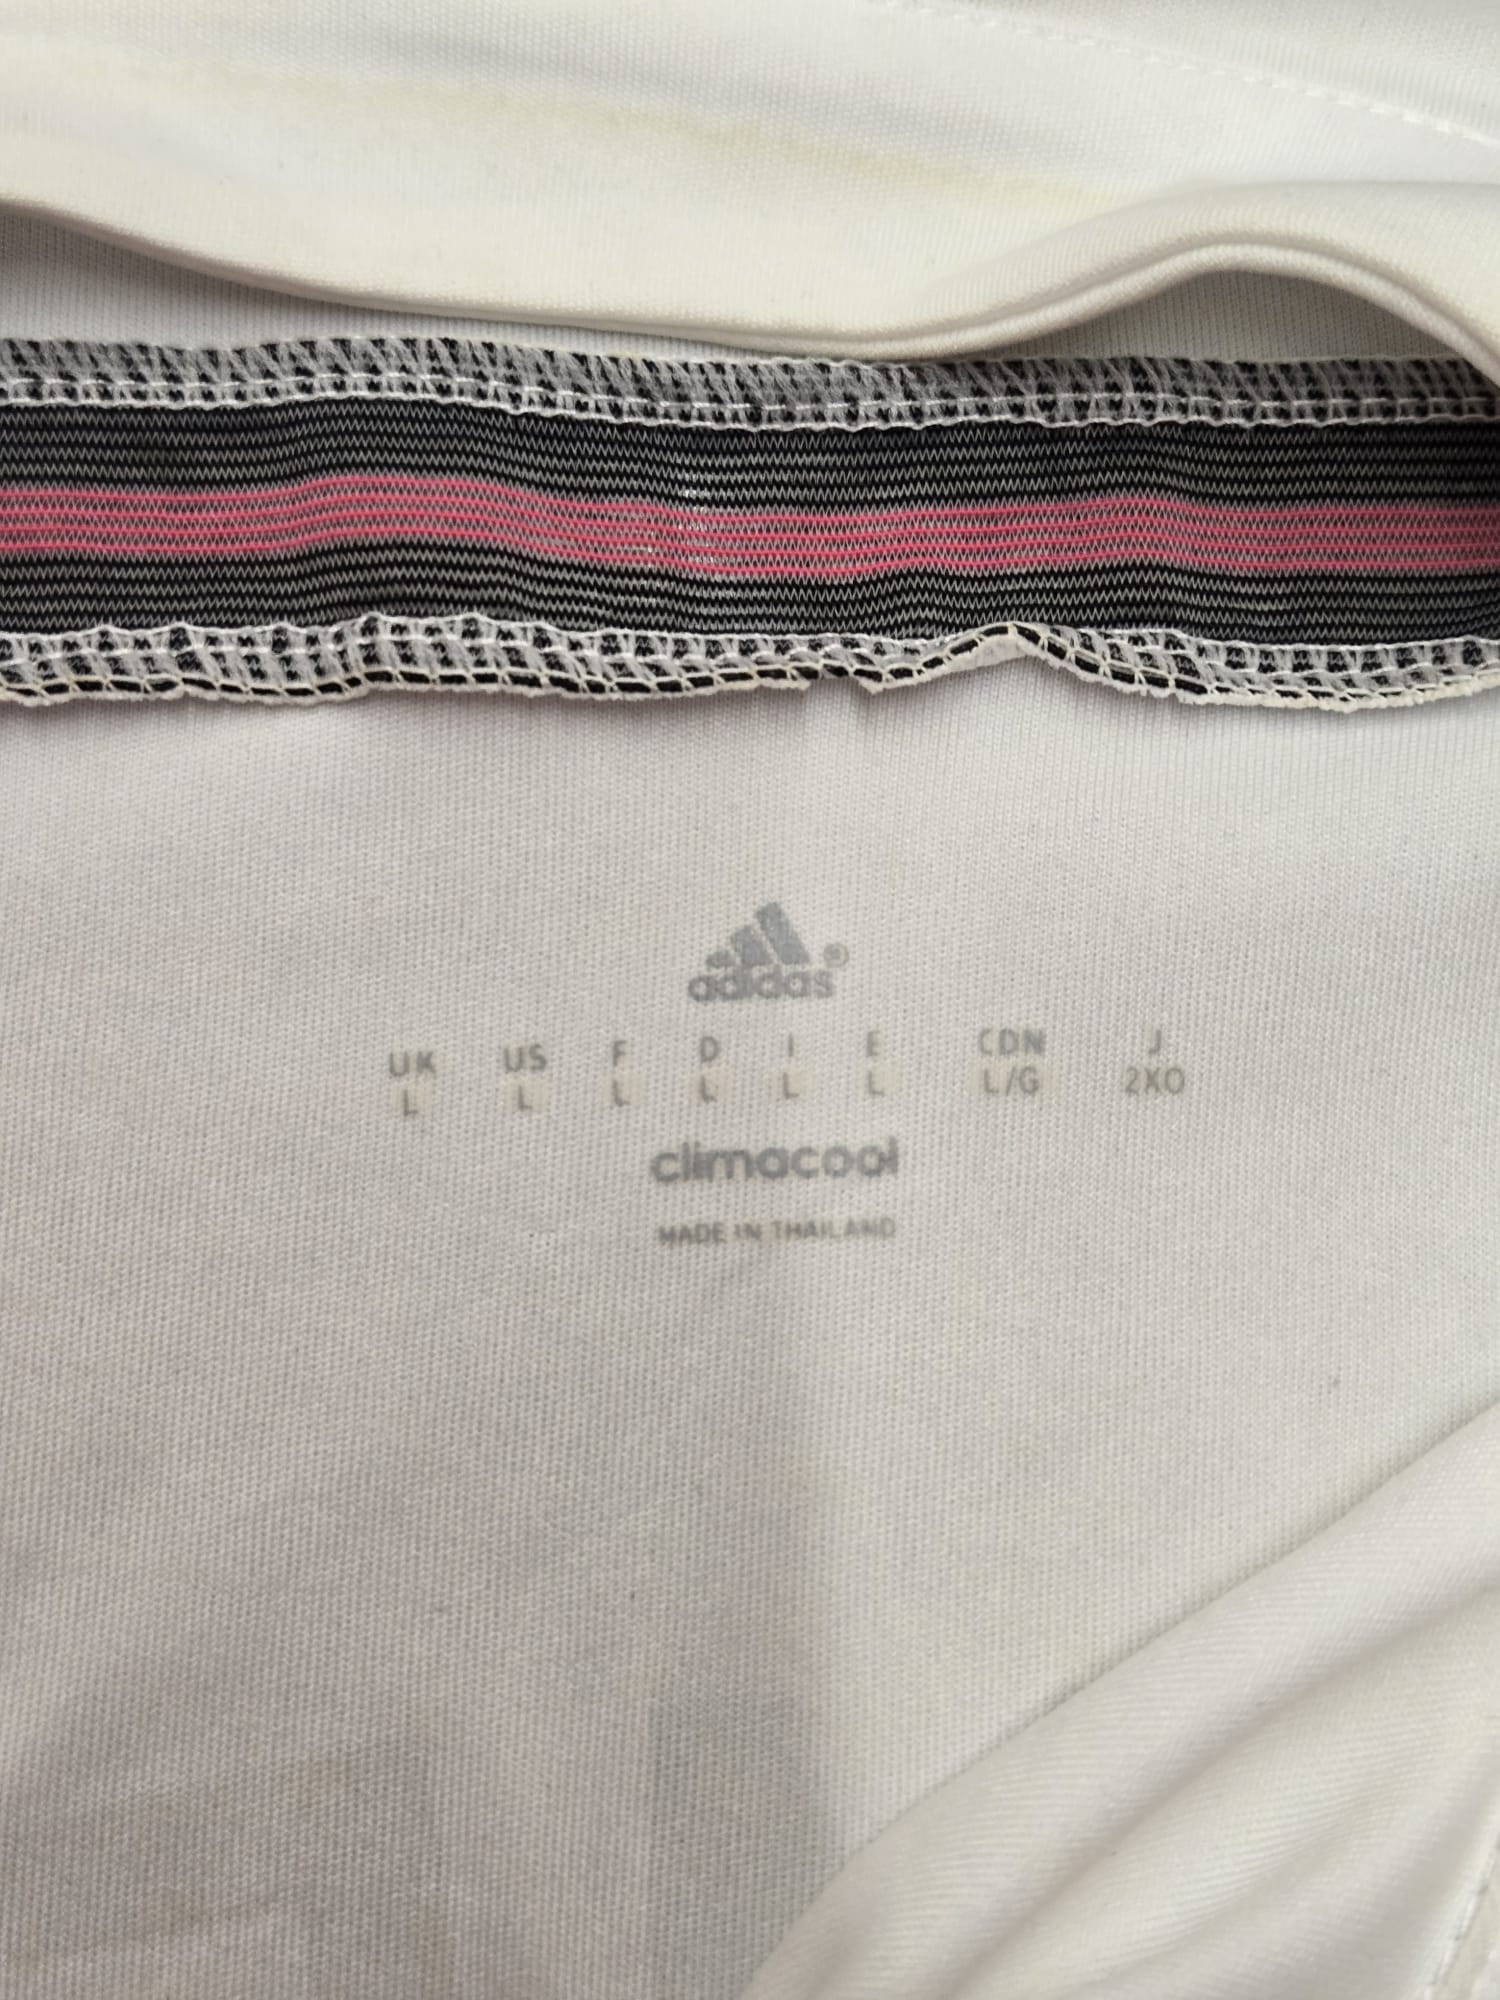 adidas®
UK US F D I E CDN J
L L L L L L L/G 2XO
climacool
MADE IN THAILAND